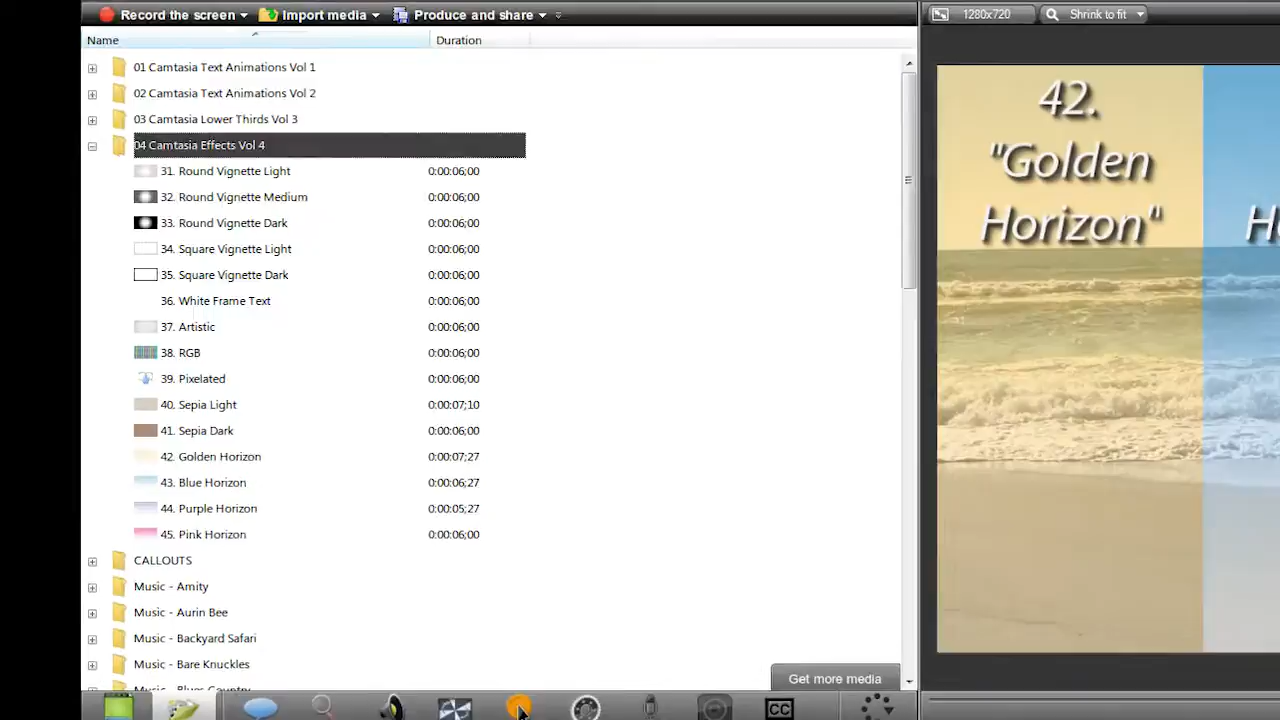 Record the screen Import media Produce and share
1280x720 Shrink to fit
Name Duration
01 Camtasia Text Animations Vol 1
02 Camtasia Text Animations Vol 2
03 Camtasia Lower Thirds Vol 3
04 Camtasia Effects Vol 4
31. Round Vignette Light 0:00:06;00
32. Round Vignette Medium 0:00:06;00
33. Round Vignette Dark 0:00:06;00
34. Square Vignette Light 0:00:06;00
35. Square Vignette Dark 0:00:06;00
36. White Frame Text 0:00:06;00
37. Artistic 0:00:06;00
38. RGB 0:00:06;00
39. Pixelated 0:00:06;00
40. Sepia Light 0:00:07;10
41. Sepia Dark 0:00:06;00
42. Golden Horizon 0:00:07;27
43. Blue Horizon 0:00:06;27
44. Purple Horizon 0:00:05;27
45. Pink Horizon 0:00:06;00
CALLOUTS
Music - Amity
Music - Aurin Bee
Music - Backyard Safari
Music - Bare Knuckles
Music - Blues Country
Get more media
CC
42.
"Golden
Horizon"